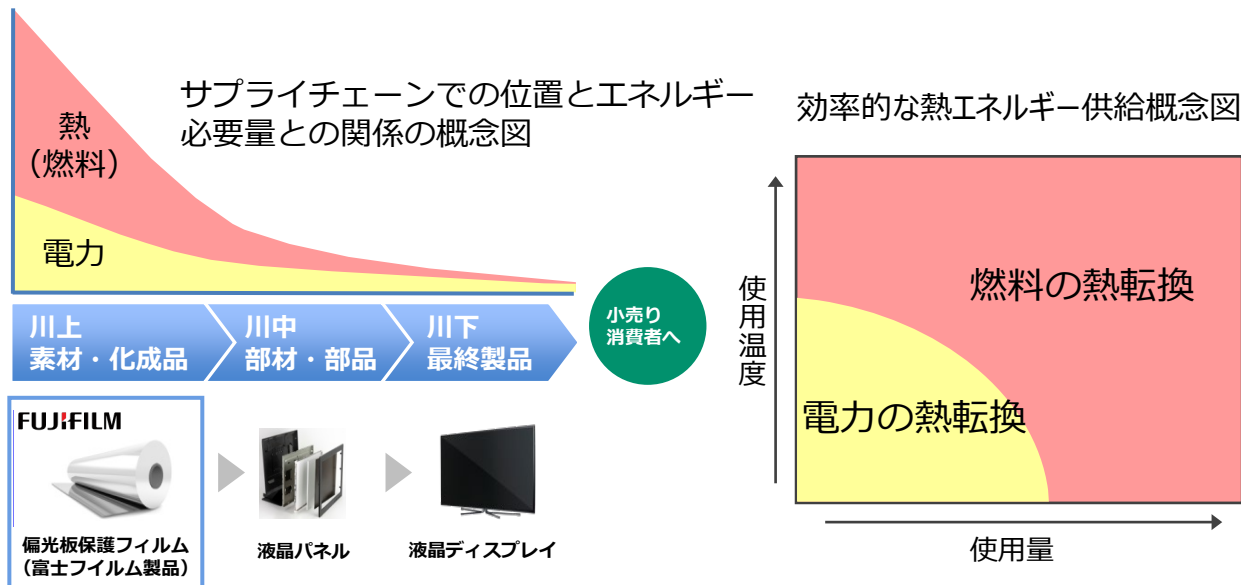 サプライチェーンでの位置とエネルギー
必要量との関係の概念図
熱
（燃料）
電力
川上
素材・化成品
川中
部材・部品
川下
最終製品
小売り
消費者へ
FUJIFILM
偏光板保護フィルム
（富士フイルム製品）
液晶パネル
液晶ディスプレイ
効率的な熱エネルギー供給概念図
使用温度
燃料の熱転換
電力の熱転換
使用量